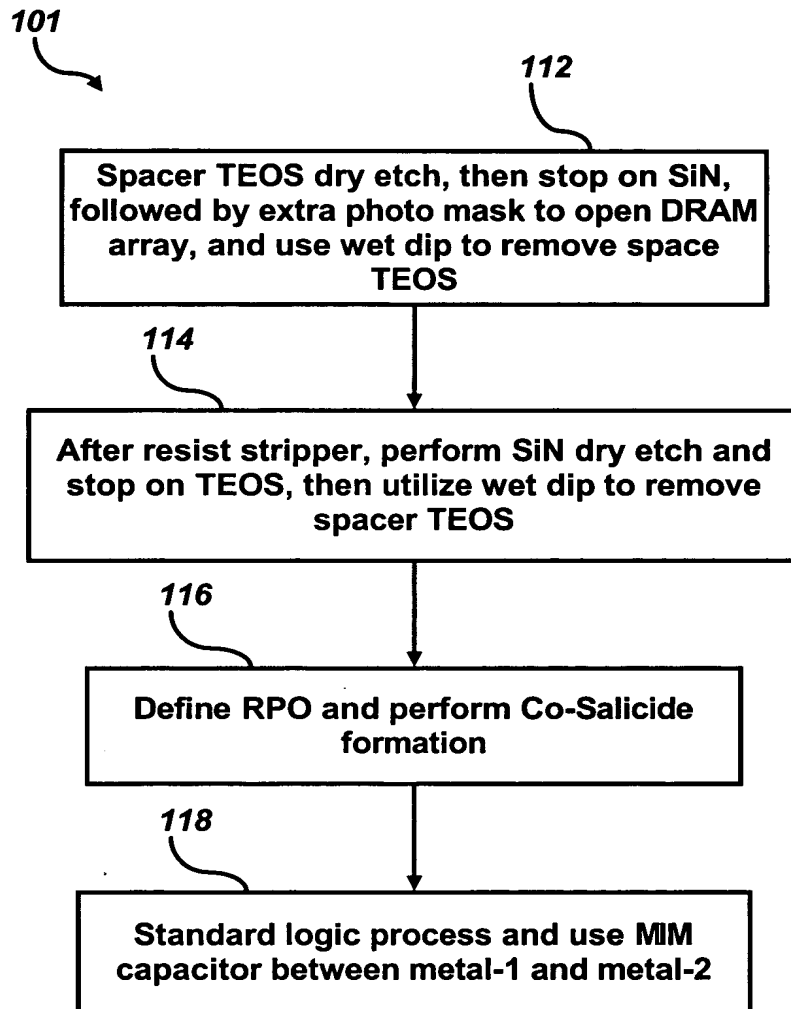 101
112
Spacer TEOS dry etch, then stop on SiN,
followed by extra photo mask to open DRAM
array, and use wet dip to remove space
TEOS
114
After resist stripper, perform SiN dry etch and
stop on TEOS, then utilize wet dip to remove
spacer TEOS
116
Define RPO and perform Co-Salicide
formation
118
Standard logic process and use MIM
capacitor between metal-1 and metal-2